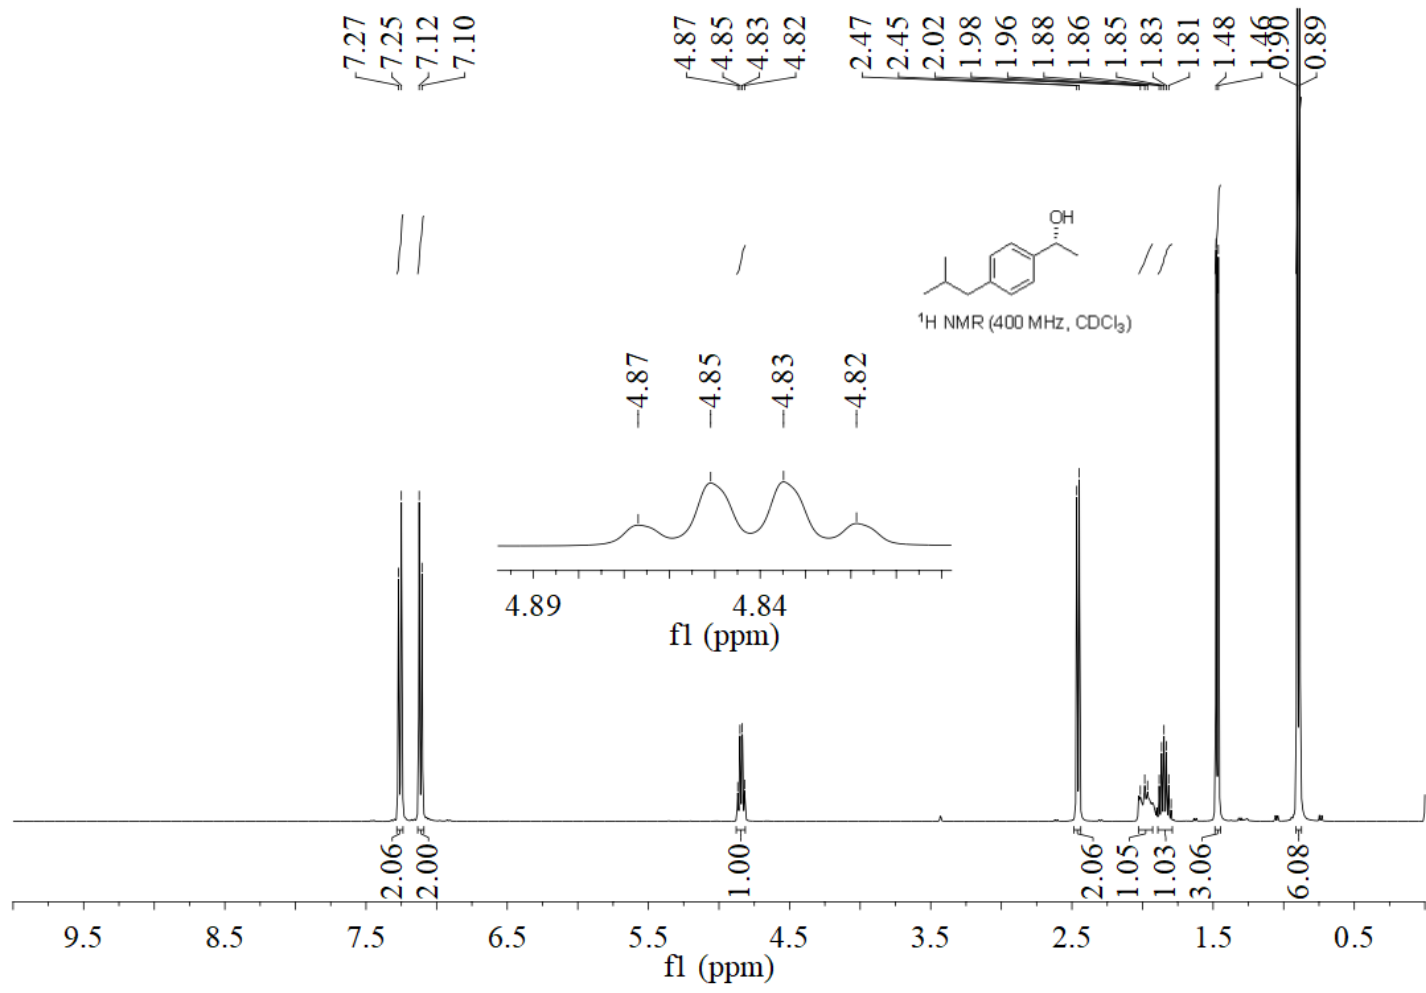 7.27 7.25 7.12 7.10 4.87 4.85 4.83 4.82 2.47 2.45 2.02 1.98 1.96 1.88 1.86 1.85 1.83 1.81 1.48 1.46 0.90 0.89
OH
¹H NMR (400 MHz, CDCl₃)
4.87 4.85 4.83 4.82
4.89 4.84
f1 (ppm)
2.06 2.00 1.00 2.06 1.05 1.03 3.06 6.08
9.5 8.5 7.5 6.5 5.5 4.5 3.5 2.5 1.5 0.5
f1 (ppm)